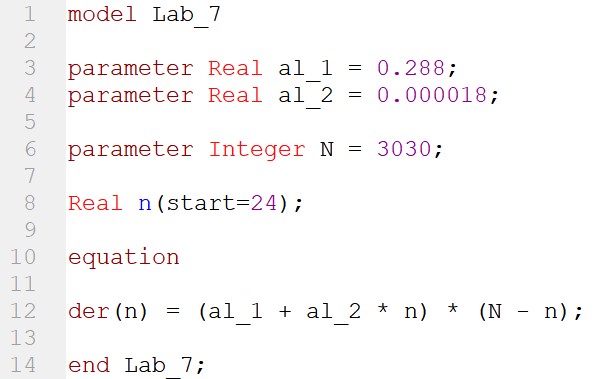 1 model Lab_7
2
3 parameter Real al_1 = 0.288;
4 parameter Real al_2 = 0.000018;
5
6 parameter Integer N = 3030;
7
8 Real n(start=24);
9
10 equation
11
12 der(n) = (al_1 + al_2 * n) * (N - n);
13
14 end Lab_7;